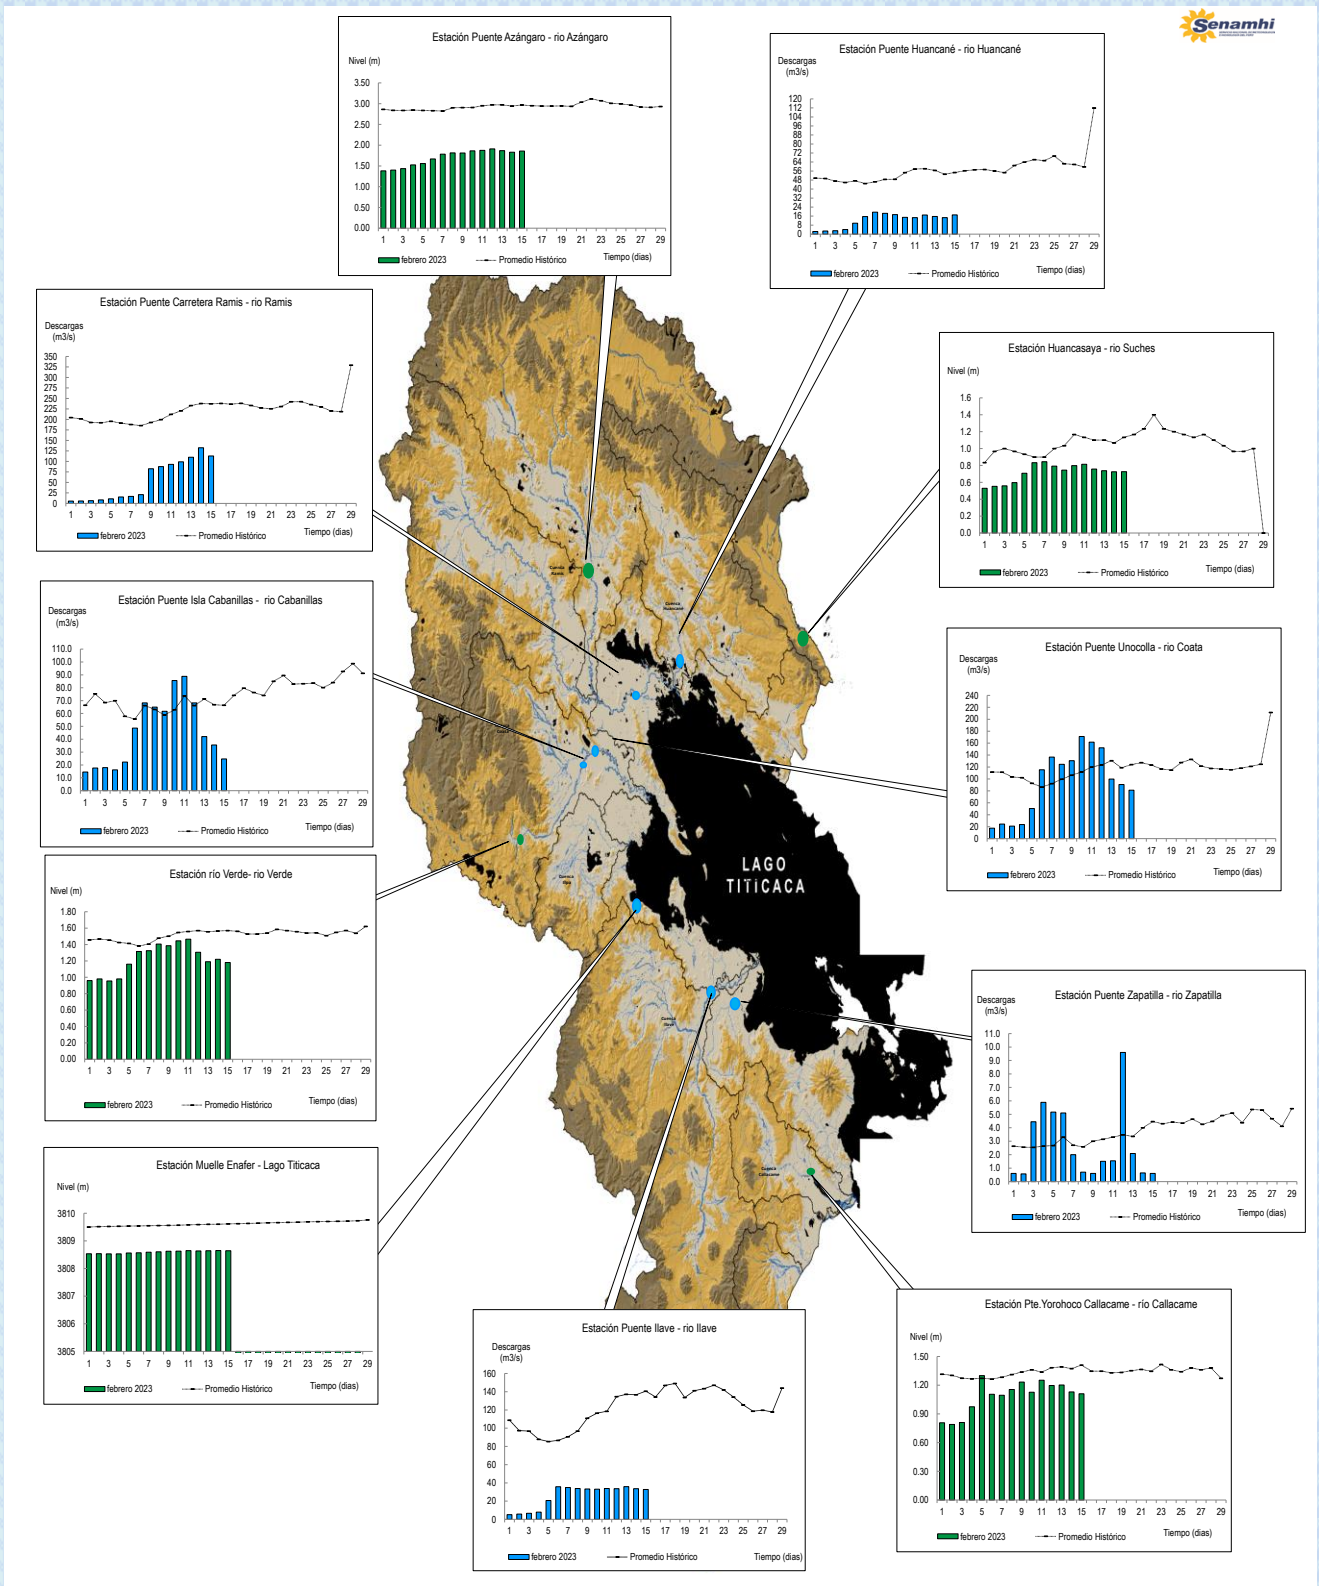 Senamhi
Estación Puente Azángaro - rio Azángaro
Nivel (m)
3.50
3.00
2.50
2.00
1.50
1.00
0.50
0.00
1 3 5 7 9 11 13 15 17 19 21 23 25 27 29
febrero 2023 Promedio Histórico Tiempo (dias)
Estación Puente Huancané - rio Huancané
Descargas
(m3/s)
120
112
104
96
88
80
72
64
56
48
40
32
24
16
8
0
1 3 5 7 9 11 13 15 17 19 21 23 25 27 29
febrero 2023 Promedio Histórico Tiempo (dias)
Estación Puente Carretera Ramis - rio Ramis
Descargas
(m3/s)
350
325
300
275
250
225
200
175
150
125
100
75
50
25
0
1 3 5 7 9 11 13 15 17 19 21 23 25 27 29
febrero 2023 Promedio Histórico Tiempo (dias)
Estación Huancasaya - rio Suches
Nivel (m)
1.6
1.4
1.2
1.0
0.8
0.6
0.4
0.2
0.0
1 3 5 7 9 11 13 15 17 19 21 23 25 27 29
febrero 2023 Promedio Histórico Tiempo (dias)
Estación Puente Isla Cabanillas - rio Cabanillas
Descargas
(m3/s)
110.0
100.0
90.0
80.0
70.0
60.0
50.0
40.0
30.0
20.0
10.0
0.0
1 3 5 7 9 11 13 15 17 19 21 23 25 27 29
febrero 2023 Promedio Histórico Tiempo (dias)
Estación Puente Unocolla - rio Coata
Descargas
(m3/s)
240
220
200
180
160
140
120
100
80
60
40
20
0
1 3 5 7 9 11 13 15 17 19 21 23 25 27 29
febrero 2023 Promedio Histórico Tiempo (dias)
Cuenca
Huancané
Cuenca
Ramis
LAGO
TITICACA
Cuenca
Ilave
Cuenca
Callacame
Estación río Verde- rio Verde
Nivel (m)
1.80
1.60
1.40
1.20
1.00
0.80
0.60
0.40
0.20
0.00
1 3 5 7 9 11 13 15 17 19 21 23 25 27 29
febrero 2023 Promedio Histórico Tiempo (dias)
Estación Puente Zapatilla - rio Zapatilla
Descargas
(m3/s)
11.0
10.0
9.0
8.0
7.0
6.0
5.0
4.0
3.0
2.0
1.0
0.0
1 3 5 7 9 11 13 15 17 19 21 23 25 27 29
febrero 2023 Promedio Histórico Tiempo (dias)
Estación Muelle Enafer - Lago Titicaca
Nivel (m)
3810
3809
3808
3807
3806
3805
1 3 5 7 9 11 13 15 17 19 21 23 25 27 29
febrero 2023 Promedio Histórico Tiempo (dias)
Estación Puente Ilave - rio Ilave
Descargas
(m3/s)
160
140
120
100
80
60
40
20
0
1 3 5 7 9 11 13 15 17 19 21 23 25 27 29
febrero 2023 Promedio Histórico Tiempo (dias)
Estación Pte.Yorohoco Callacame - río Callacame
Nivel (m)
1.50
1.20
0.90
0.60
0.30
0.00
1 3 5 7 9 11 13 15 17 19 21 23 25 27 29
febrero 2023 Promedio Histórico Tiempo (dias)